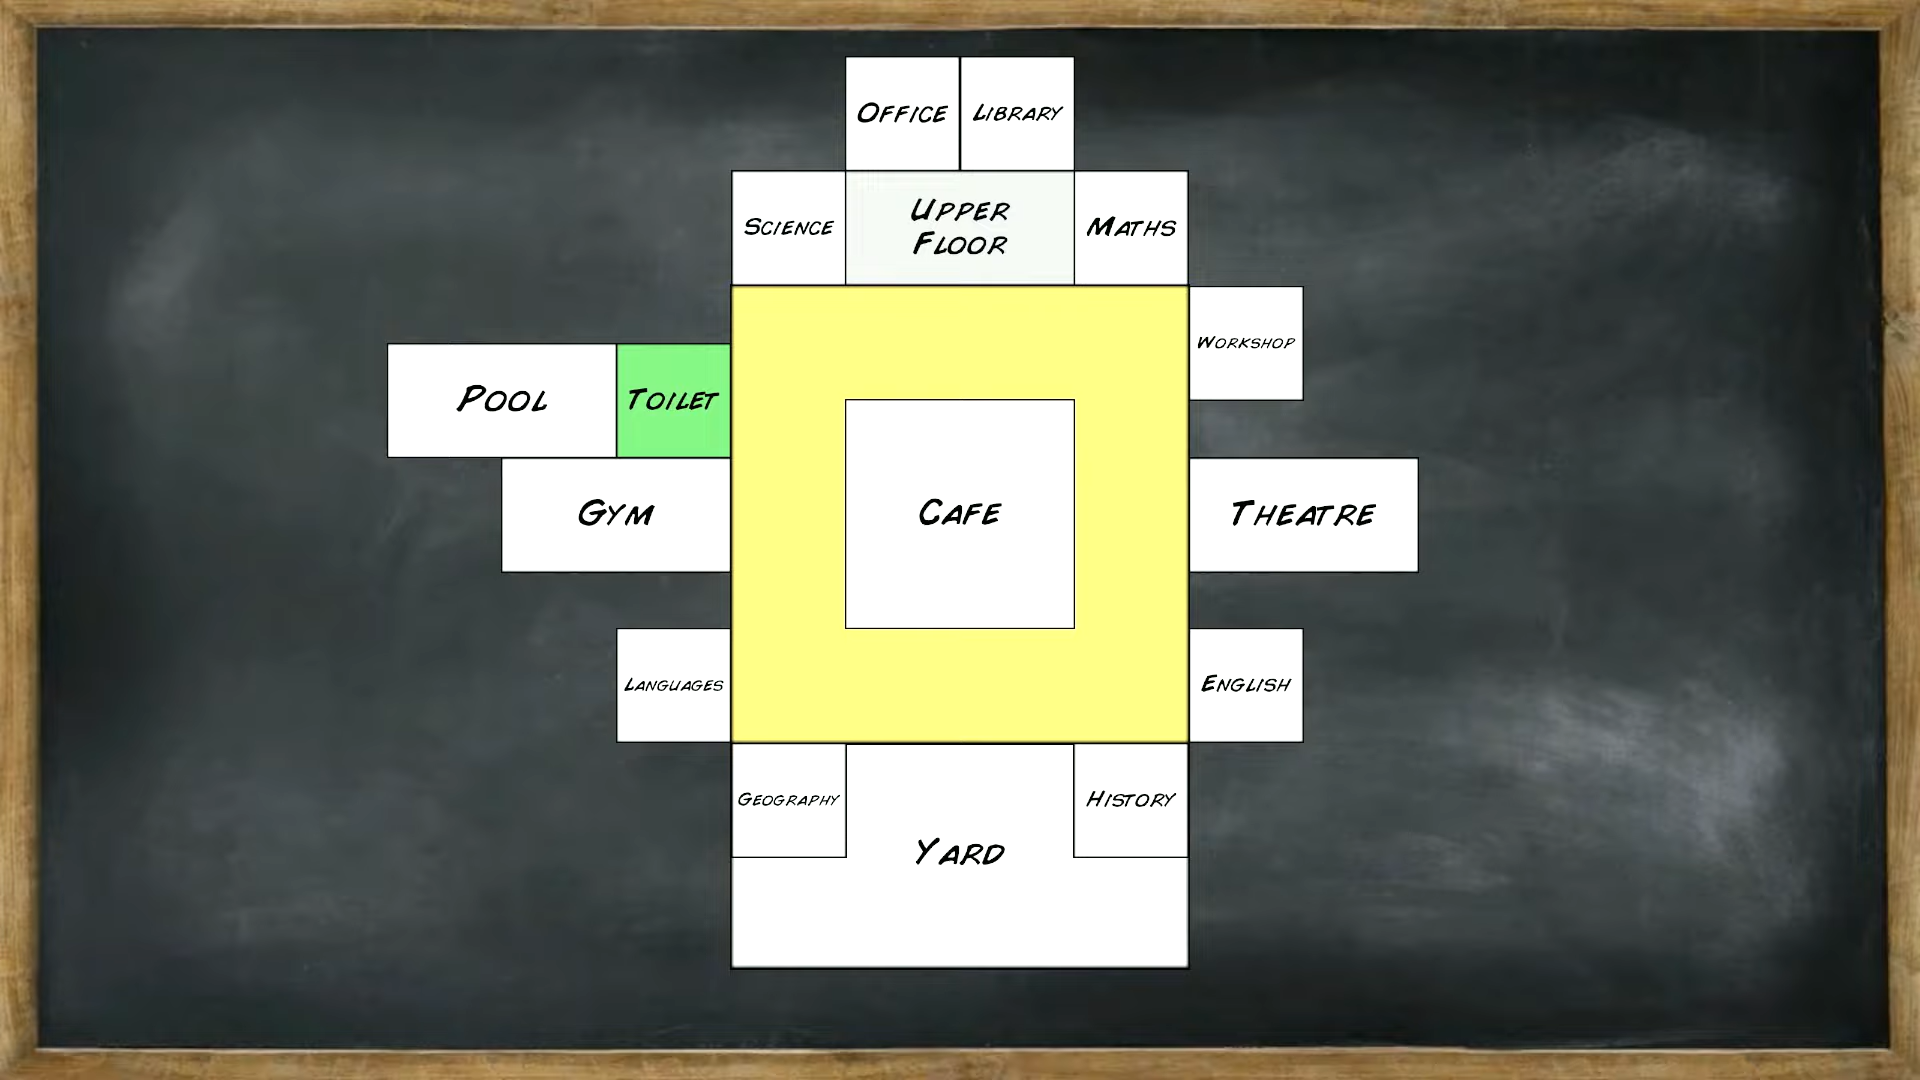 OFFICE
LIBRARY
SCIENCE
UPPER
FLOOR
MATHS
WORKSHOP
POOL
TOILET
GYM
CAFE
THEATRE
LANGUAGES
ENGLISH
GEOGRAPHY
HISTORY
YARD